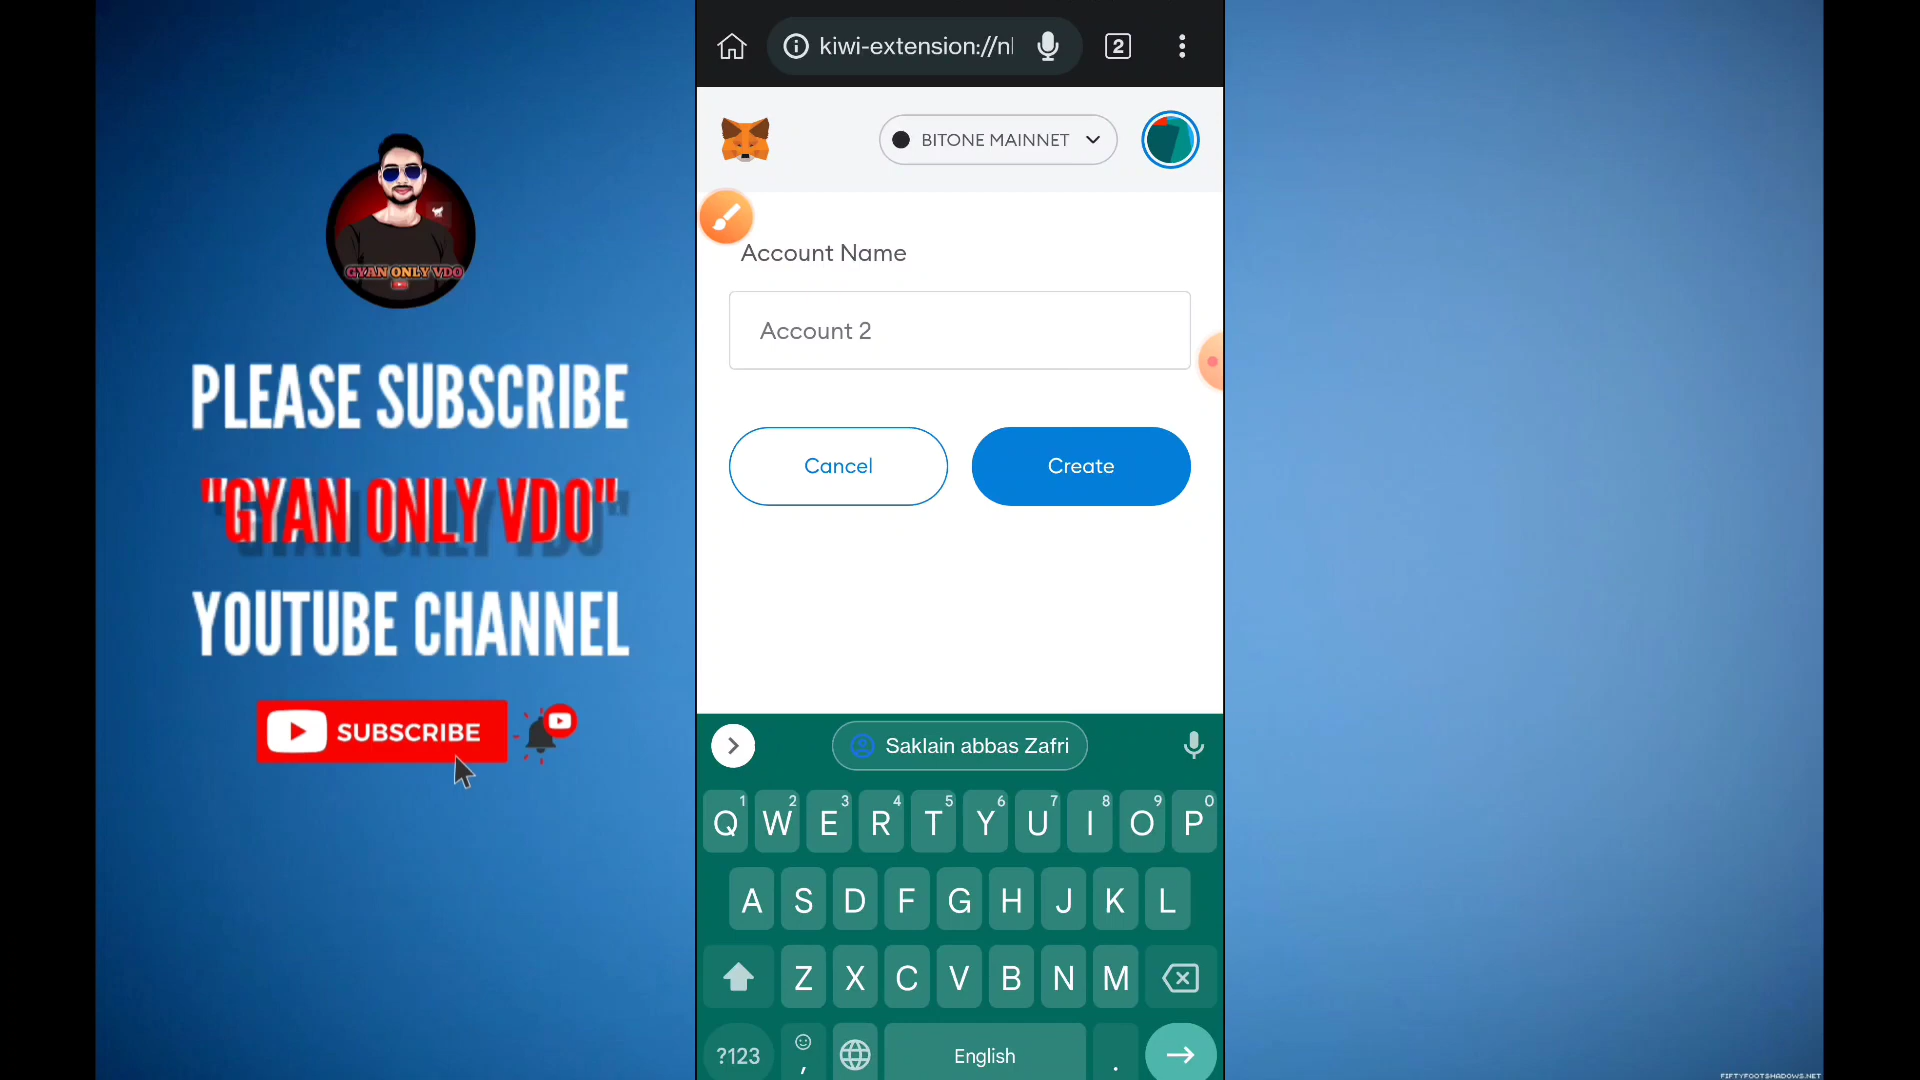 GYAN ONLY VDO
PLEASE SUBSCRIBE
"GYAN ONLY VDO"
YOUTUBE CHANNEL
SUBSCRIBE
kiwi-extension://nl
2
BITONE MAINNET
Account Name
Account 2
Cancel
Create
Saklain abbas Zafri
1 2 3 4 5 6 7 8 9 0
Q W E R T Y U I O P
A S D F G H J K L
Z X C V B N M
?123 , English .
FIFTYFOOTSHADOWS.NET